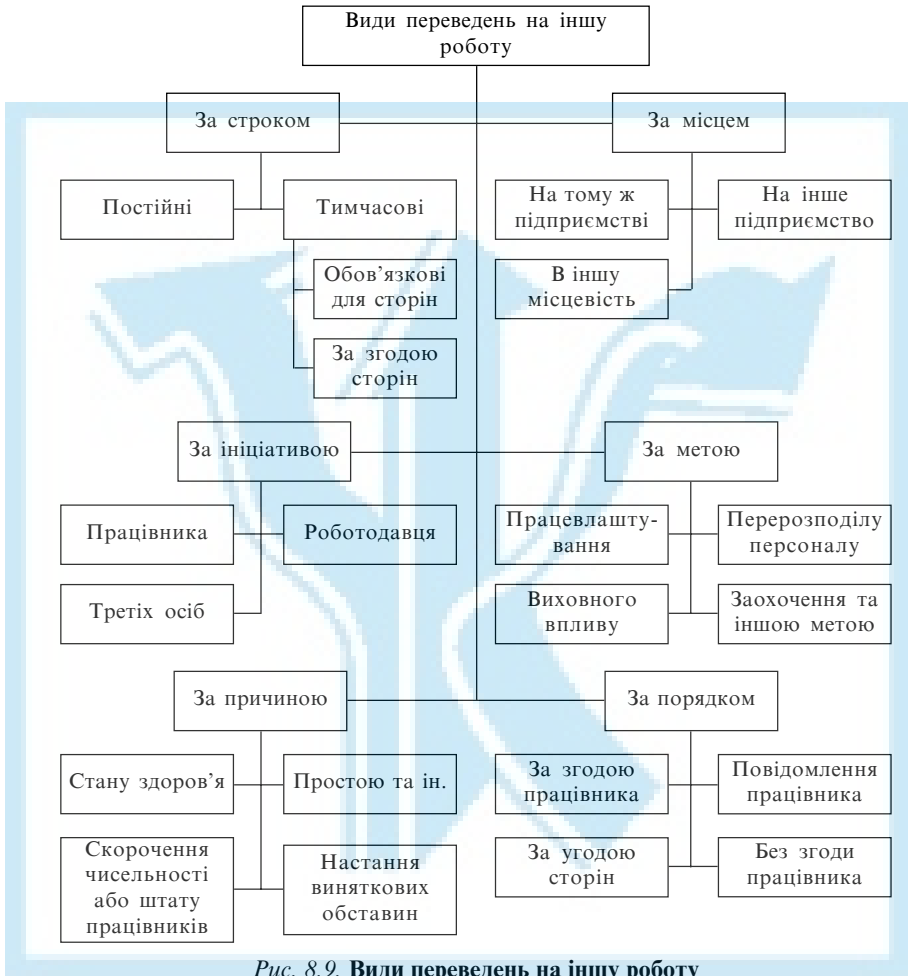 Види переведень на іншу
роботу
За строком
За місцем
Постійні
Тимчасові
На тому ж
підприємстві
На інше
підприємство
Обов’язкові
для сторін
В іншу
місцевість
За згодою
сторін
За ініціативою
За метою
Працівника
Роботодавця
Працевлашту-
вання
Перерозподілу
персоналу
Третіх осіб
Виховного
впливу
Заохочення та
іншою метою
За причиною
За порядком
Стану здоров’я
Простою та ін.
За згодою
працівника
Повідомлення
працівника
Скорочення
чисельності
або штату
працівників
Настання
виняткових
обставин
За угодою
сторін
Без згоди
працівника
Рис. 8.9. Види переведень на іншу роботу